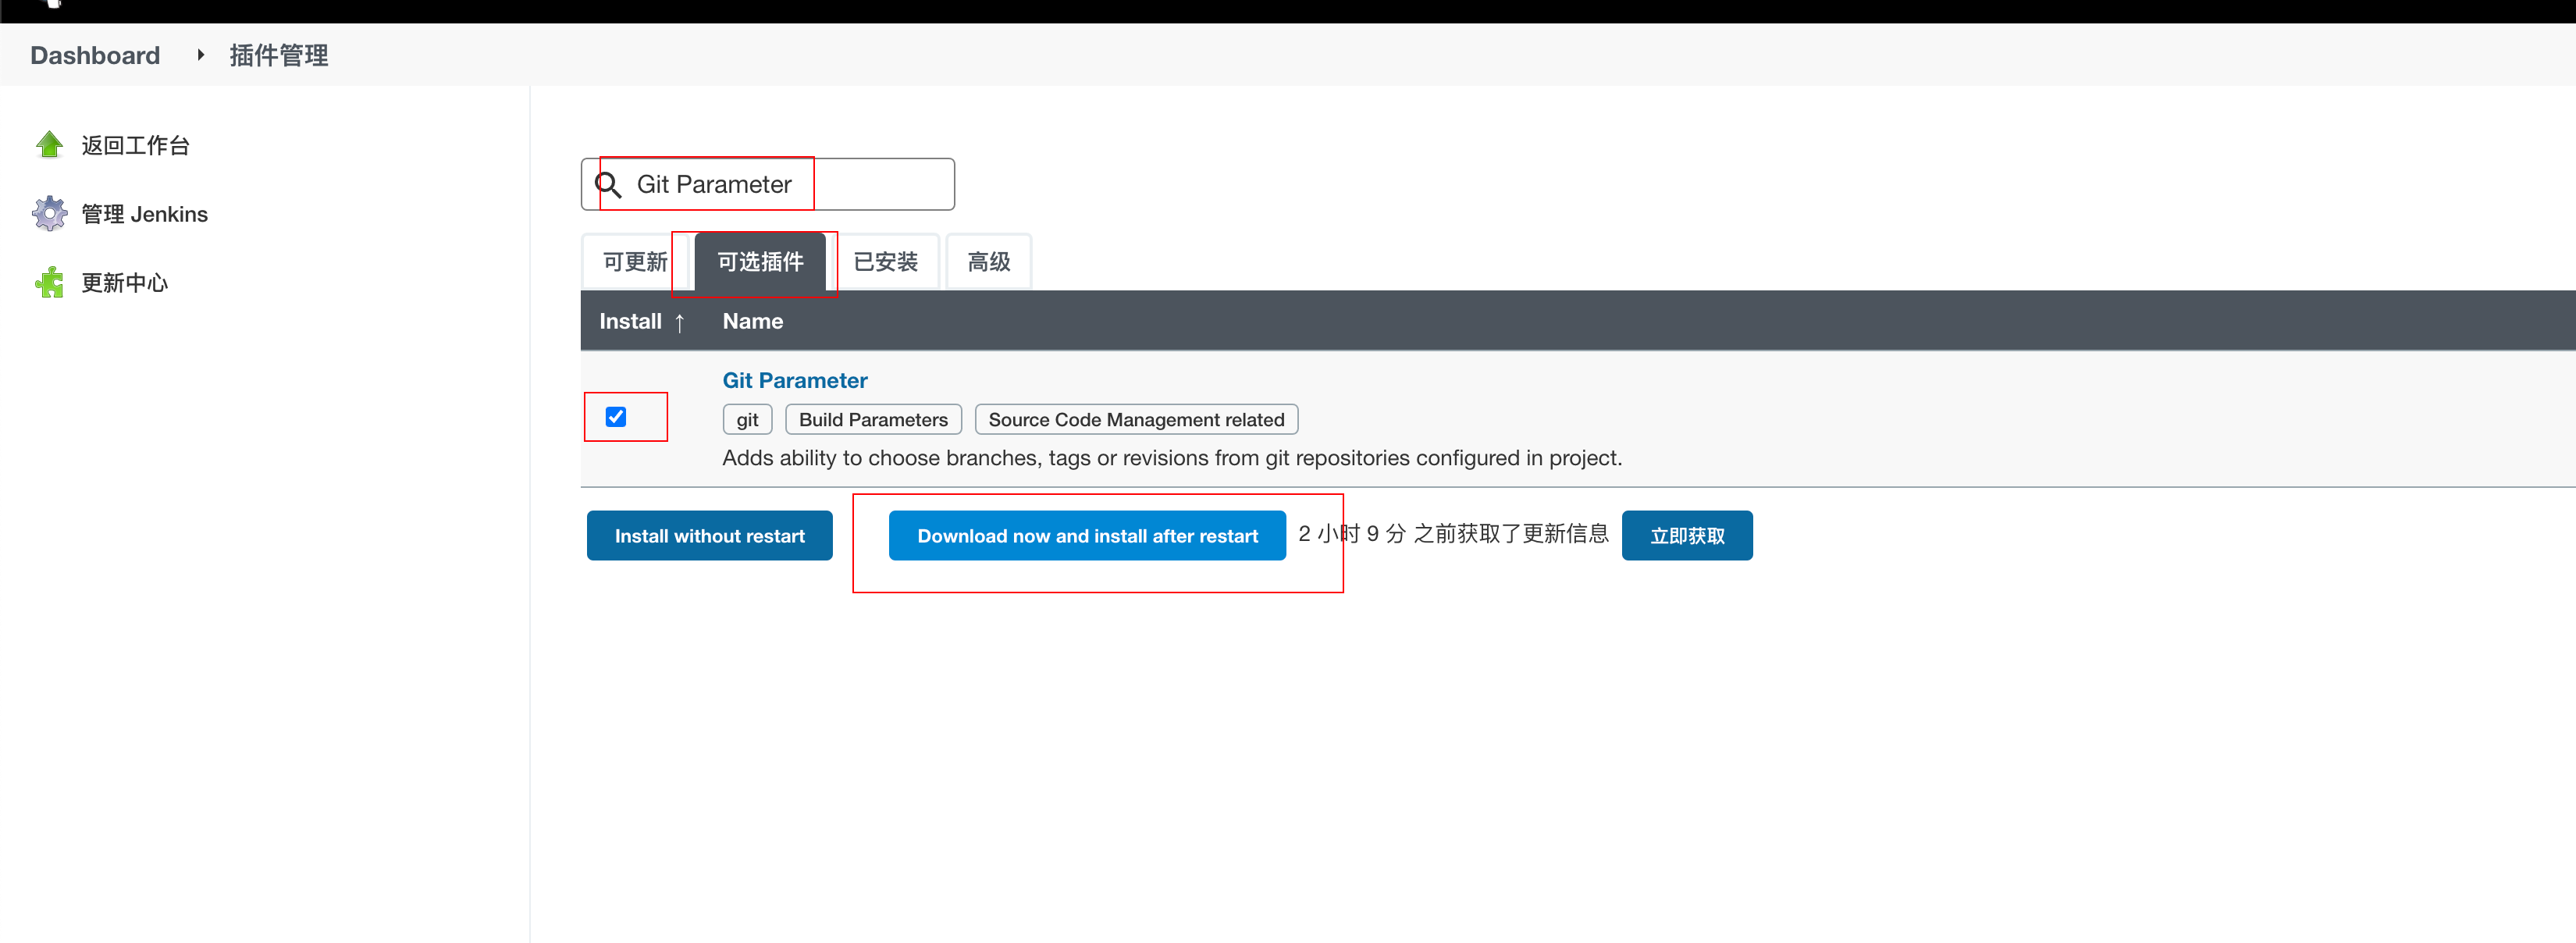 Dashboard 插件管理
返回工作台
管理 Jenkins
更新中心
Git Parameter
可更新 可选插件 已安装 高级
Install ↑ Name
Git Parameter
git Build Parameters Source Code Management related
Adds ability to choose branches, tags or revisions from git repositories configured in project.
Install without restart Download now and install after restart 2 小时 9 分 之前获取了更新信息 立即获取